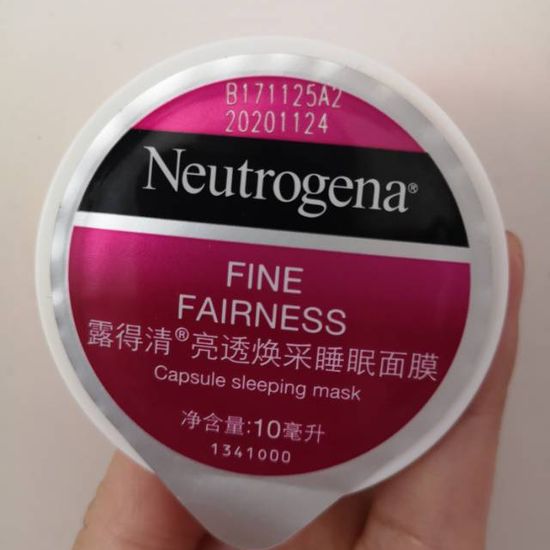 B171125A2
20201124
Neutrogena®
FINE
FAIRNESS
露得清®亮透焕采睡眠面膜
Capsule sleeping mask
净含量:10毫升
1341000